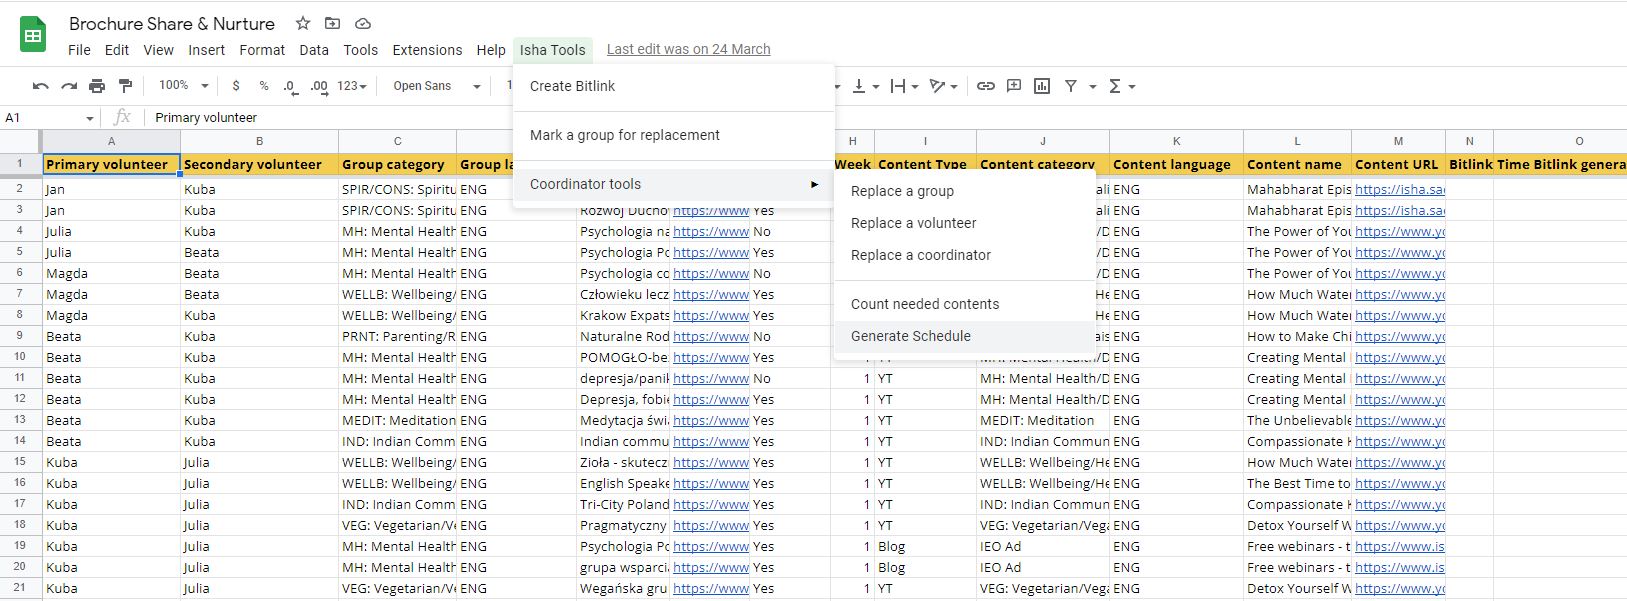 Brochure Share & Nurture
File Edit View Insert Format Data Tools Extensions Help Isha Tools Last edit was on 24 March
100% $ % .0 .00 123 Open Sans 1
Create Bitlink
Mark a group for replacement
Coordinator tools
Replace a group
Replace a volunteer
Replace a coordinator
Count needed contents
Generate Schedule
A1 fx Primary volunteer
A B C H I J K L M N O
1 Primary volunteer Secondary volunteer Group category Group la Week Content Type Content category Content language Content name Content URL Bitlink Time Bitlink genera
2 Jan Kuba SPIR/CONS: Spiritu ENG ali ENG Mahabharat Epis https://isha.sa
3 Jan Kuba SPIR/CONS: Spiritu ENG Rozwój Ducho https://www Yes ali ENG Mahabharat Epis https://isha.sa
4 Julia Kuba MH: Mental Health ENG Psychologia na https://www No /D ENG The Power of You https://www.yo
5 Julia Beata MH: Mental Health ENG Psychologia Po https://www Yes /D ENG The Power of You https://www.yo
6 Magda Beata MH: Mental Health ENG Psychologia co https://www No /D ENG The Power of You https://www.yo
7 Magda Beata WELLB: Wellbeing/ ENG Człowieku lecz https://www Yes He ENG How Much Water https://www.yo
8 Magda Kuba WELLB: Wellbeing/ ENG Krakow Expats https://www Yes He ENG How Much Water https://www.yo
9 Beata Kuba PRNT: Parenting/R ENG Naturalne Rod https://www No ais ENG How to Make Chi https://www.yo
10 Beata Kuba MH: Mental Health ENG POMOGŁO-be https://www Yes 1 YT MH: Mental Health/D ENG Creating Mental https://www.yo
11 Beata Kuba MH: Mental Health ENG depresja/panik https://www No 1 YT MH: Mental Health/D ENG Creating Mental https://www.yo
12 Beata Kuba MH: Mental Health ENG Depresja, fobie https://www Yes 1 YT MH: Mental Health/D ENG Creating Mental https://www.yo
13 Beata Kuba MEDIT: Meditation ENG Medytacja świa https://www Yes 1 YT MEDIT: Meditation ENG The Unbelievable https://www.yo
14 Beata Kuba IND: Indian Comm ENG Indian commu https://www Yes 1 YT IND: Indian Commun ENG Compassionate K https://www.yo
15 Kuba Julia WELLB: Wellbeing/ ENG Zioła - skutecz https://www Yes 1 YT WELLB: Wellbeing/He ENG How Much Water https://www.yo
16 Kuba Julia WELLB: Wellbeing/ ENG English Speake https://www Yes 1 YT WELLB: Wellbeing/He ENG The Best Time to https://www.yo
17 Kuba Julia IND: Indian Comm ENG Tri-City Poland https://www Yes 1 YT IND: Indian Commun ENG Compassionate K https://www.yo
18 Kuba Julia VEG: Vegetarian/Ve ENG Pragmatyczny https://www Yes 1 YT VEG: Vegetarian/Vega ENG Detox Yourself W https://www.yo
19 Kuba Julia MH: Mental Health ENG Psychologia Po https://www Yes 1 Blog IEO Ad ENG Free webinars - t https://www.is
20 Kuba Julia MH: Mental Health ENG grupa wsparci https://www Yes 1 Blog IEO Ad ENG Free webinars - t https://www.is
21 Kuba Julia VEG: Vegetarian/Ve ENG Wegańska gru https://www Yes 1 YT VEG: Vegetarian/Vega ENG Detox Yourself W https://www.yo